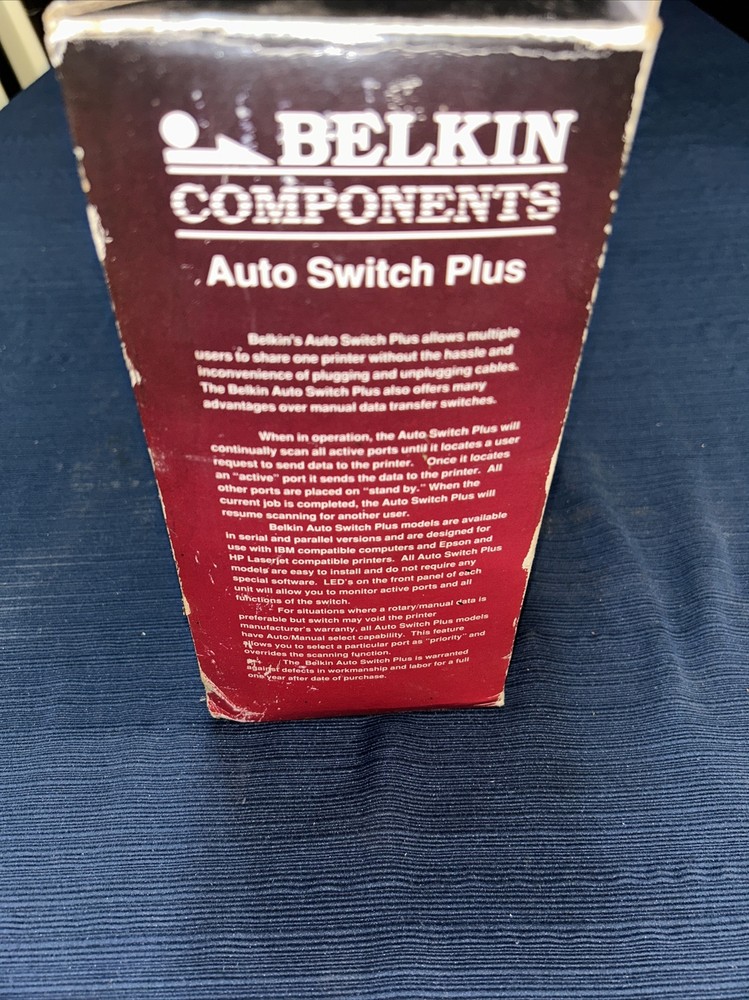 BELKIN
COMPONENTS
Auto Switch Plus
Belkin's Auto Switch Plus allows multiple
users to share one printer without the hassle and
inconvenience of plugging and unplugging cables.
The Belkin Auto Switch Plus also offers many
advantages over manual data transfer switches.
When in operation, the Auto Switch Plus will
continually scan all active ports until it locates a user
request to send data to the printer. Once it locates
an "active" port it sends the data to the printer. All
other ports are placed on "stand by." When the
current job is completed, the Auto Switch Plus will
resume scanning for another user.
Belkin Auto Switch Plus models are available
in serial and parallel versions and are designed for
use with IBM compatible computers and Epson and
HP Laserjet compatible printers. All Auto Switch Plus
models are easy to install and do not require any
special software. LED's on the front panel of each
unit will allow you to monitor active ports and all
functions of the switch.
For situations where a rotary/manual data is
preferable but switch may void the printer
manufacturer's warranty, all Auto Switch Plus models
have Auto/Manual select capability. This feature
allows you to select a particular port as "priority" and
overrides the scanning function.
The Belkin Auto Switch Plus is warranted
against defects in workmanship and labor for a full
one year after date of purchase.